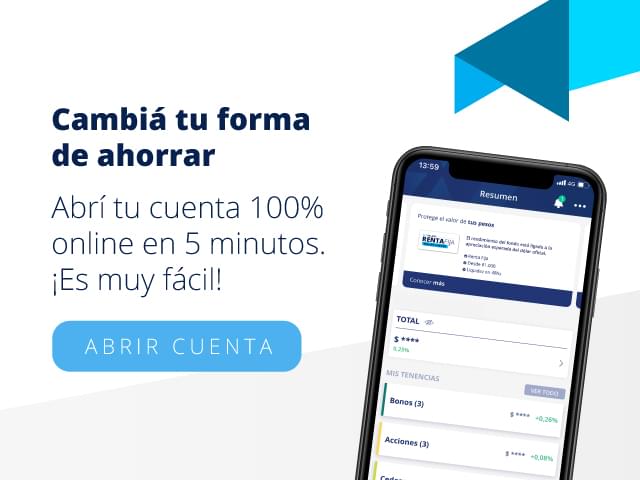 Cambiá tu forma
de ahorrar
Abrí tu cuenta 100%
online en 5 minutos.
¡Es muy fácil!
ABRIR CUENTA
13:59
4G
Resumen
1
Protege el valor de tus pesos
RENTA FIJA
El rendimiento del fondo está ligado a la
apreciación esperada del dólar oficial.
Renta Fija
Desde $1.000
Liquidez en 48hs
Conocer más
TOTAL
$ ****
0,25%
MIS TENENCIAS
VER TODO
Bonos (3)
$ **** +0,26%
Acciones (3)
$ **** +0,08%